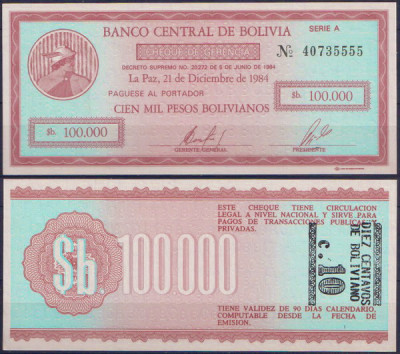 BANCO CENTRAL DE BOLIVIA
SERIE A
CHEQUE DE GERENCIA
Nº 40735555
DECRETO SUPREMO NO. 20272 DE 5 DE JUNIO DE 1984
La Paz, 21 de Diciembre de 1984
PAGUESE AL PORTADOR
$b. 100.000
CIEN MIL PESOS BOLIVIANOS
$b. 100.000
GERENTE GENERAL
PRESIDENTE
ESTE CHEQUE TIENE CIRCULACION
LEGAL A NIVEL NACIONAL Y SIRVE PARA
PAGOS DE TRANSACCIONES PUBLICAS
PRIVADAS.
$b 100000
DIEZ CENTAVOS
DE BOLIVIANO
c. 10
TIENE VALIDEZ DE 90 DIAS CALENDARIO,
COMPUTABLE DESDE LA FECHA DE
EMISION.